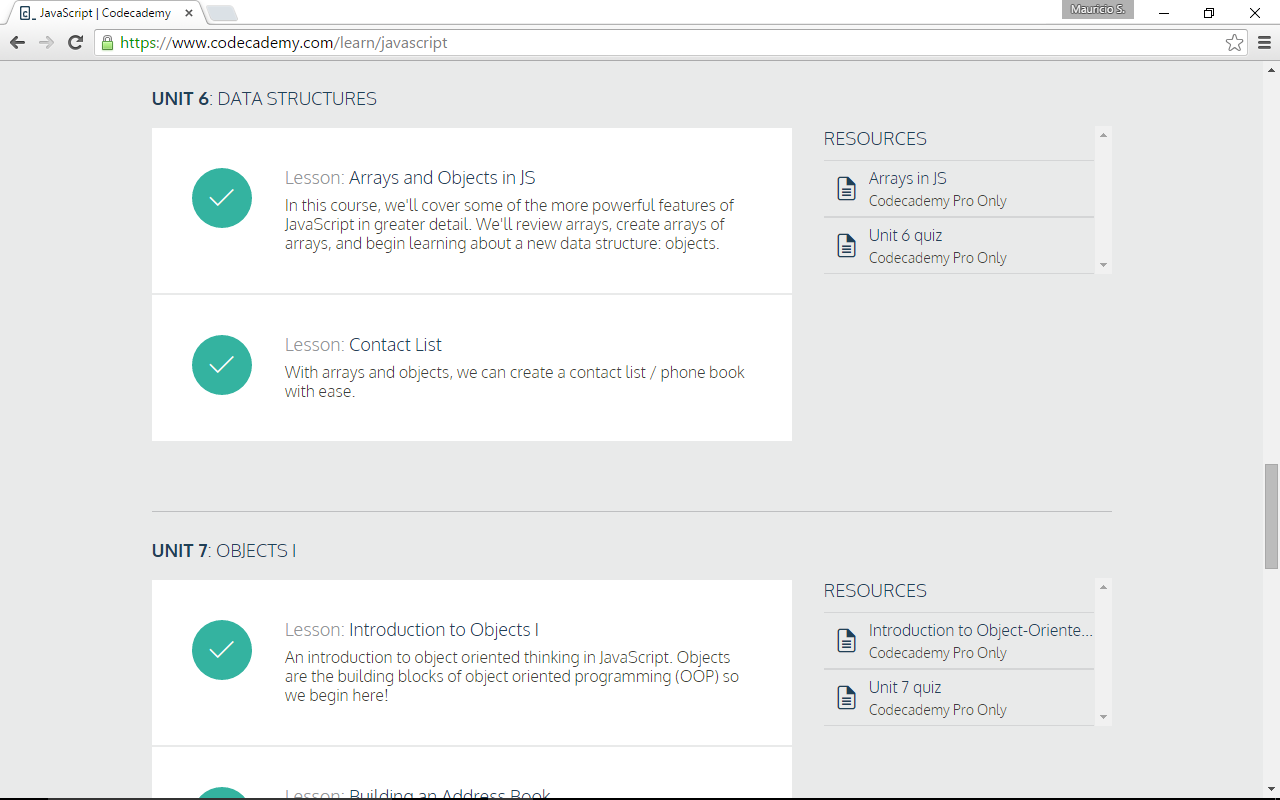 JavaScript | Codecademy
Mauricio S.
https://www.codecademy.com/learn/javascript
UNIT 6: DATA STRUCTURES
Lesson: Arrays and Objects in JS
In this course, we'll cover some of the more powerful features of
JavaScript in greater detail. We'll review arrays, create arrays of
arrays, and begin learning about a new data structure: objects.
Lesson: Contact List
With arrays and objects, we can create a contact list / phone book
with ease.
RESOURCES
Arrays in JS
Codecademy Pro Only
Unit 6 quiz
Codecademy Pro Only
UNIT 7: OBJECTS I
Lesson: Introduction to Objects I
An introduction to object oriented thinking in JavaScript. Objects
are the building blocks of object oriented programming (OOP) so
we begin here!
Lesson: Building an Address Book
RESOURCES
Introduction to Object-Oriente...
Codecademy Pro Only
Unit 7 quiz
Codecademy Pro Only